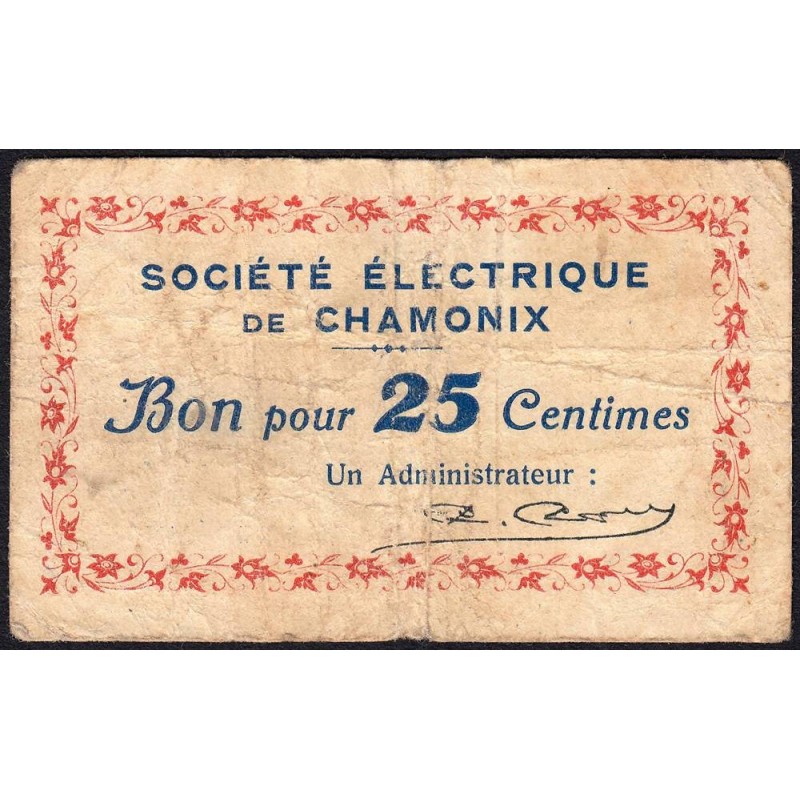 SOCIÉTÉ ÉLECTRIQUE
DE CHAMONIX
Bon pour 25 Centimes
Un Administrateur :